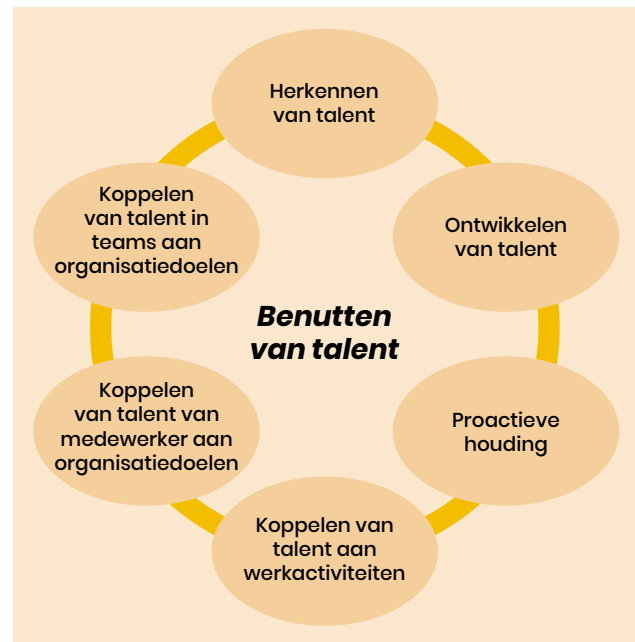 Herkennen
van talent
Ontwikkelen
van talent
Proactieve
houding
Koppelen van
talent aan
werkactiviteiten
Koppelen
van talent van
medewerker aan
organisatiedoelen
Koppelen
van talent in
teams aan
organisatiedoelen
Benutten
van talent